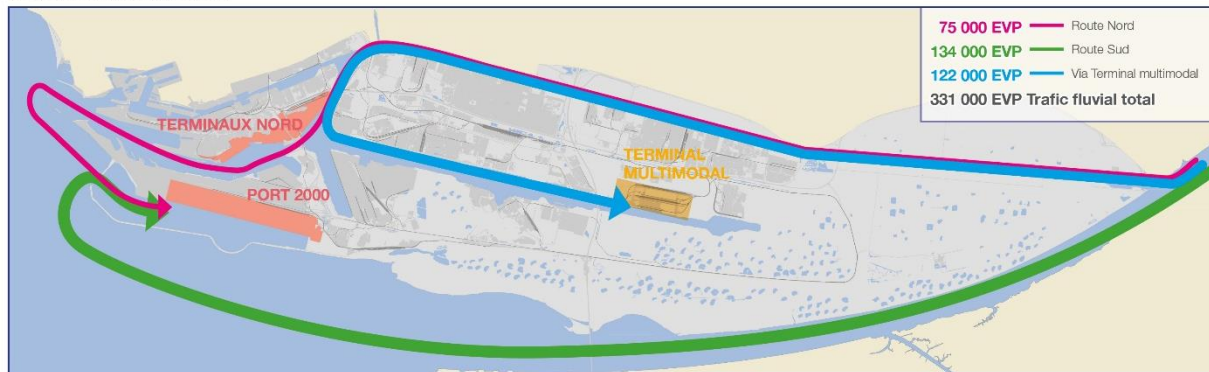 75 000 EVP Route Nord
134 000 EVP Route Sud
122 000 EVP Via Terminal multimodal
331 000 EVP Trafic fluvial total
TERMINAUX NORD
TERMINAL
MULTIMODAL
PORT 2000